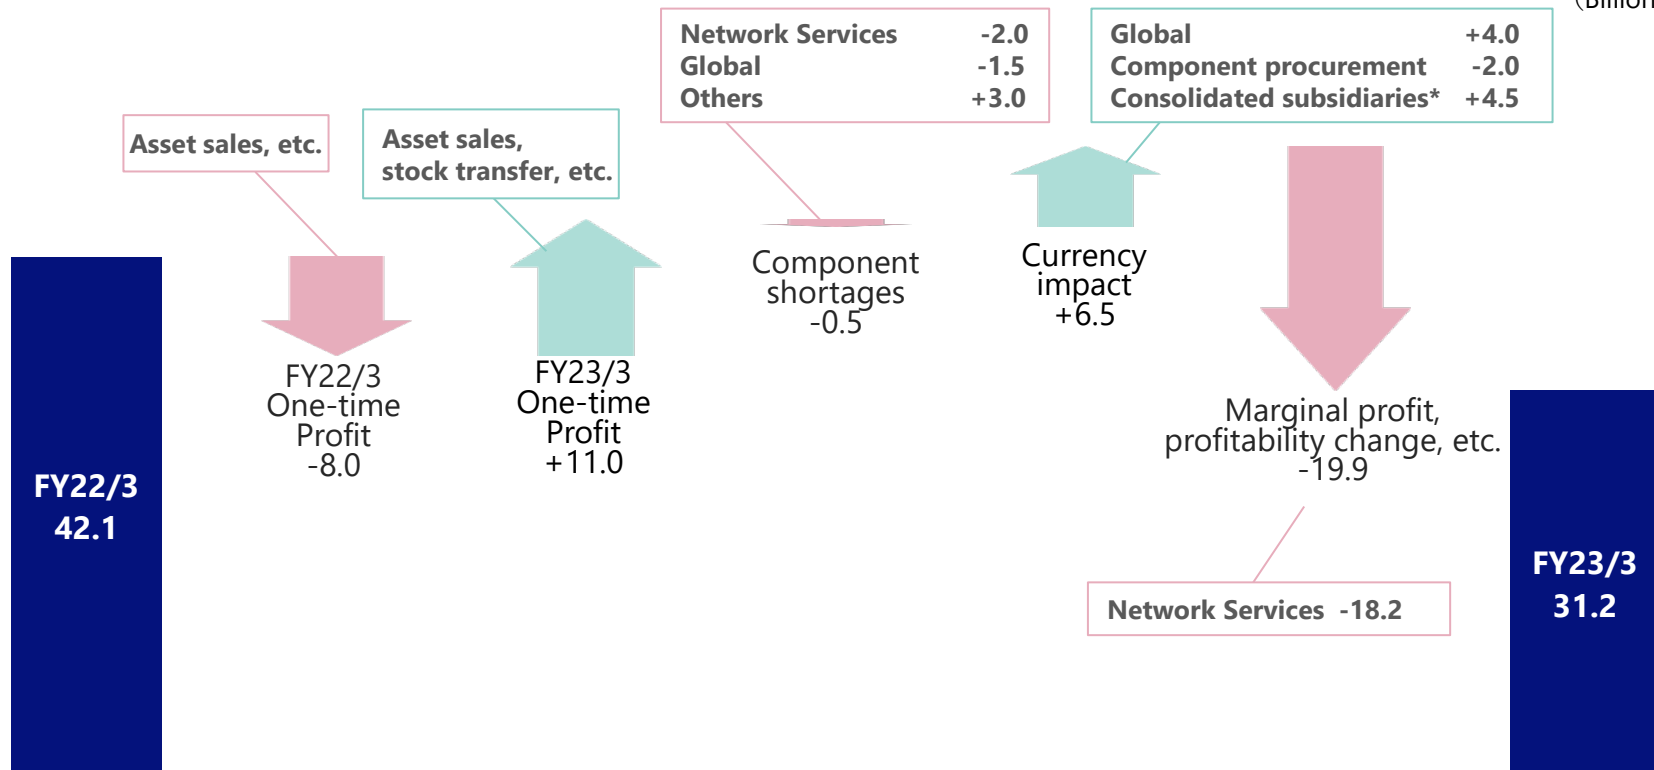 (Billion
Network Services -2.0
Global -1.5
Others +3.0
Global +4.0
Component procurement -2.0
Consolidated subsidiaries* +4.5
Asset sales, etc.
Asset sales,
stock transfer, etc.
FY22/3
42.1
FY22/3
One-time
Profit
-8.0
FY23/3
One-time
Profit
+11.0
Component
shortages
-0.5
Currency
impact
+6.5
Marginal profit,
profitability change, etc.
-19.9
Network Services -18.2
FY23/3
31.2